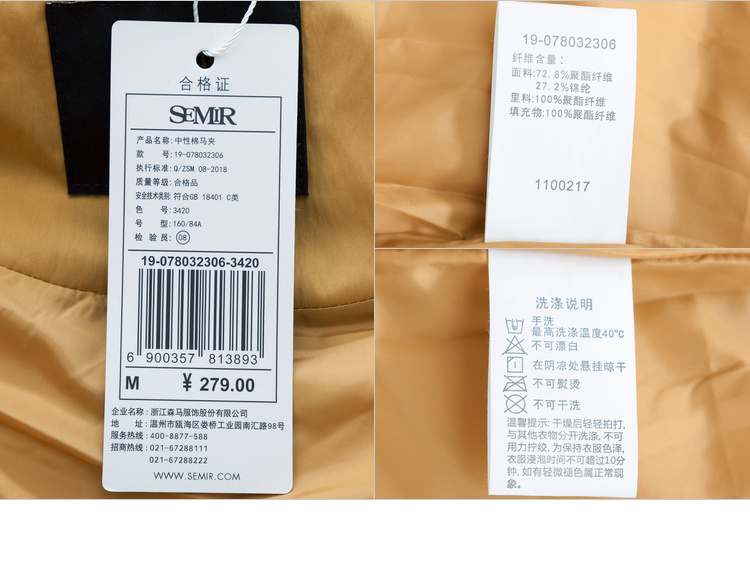 合格证
SEMIR
产品名称:中性棉马夹
款 号:19-078032306
执行标准:Q/ZSM 08-2018
质量等级:合格品
安全技术类别:符合GB 18401 C类
色 号:3420
号 型:160/84A
检 验 员:08
19-078032306-3420
6 900357 813893
M ¥ 279.00
企业名称:浙江森马服饰股份有限公司
地 址:温州市瓯海区娄桥工业园南汇路98号
服务热线:400-8877-588
招商热线:021-67288111
021-67288222
WWW.SEMIR.COM
19-078032306
纤维含量:
面料:72.8%聚酯纤维
27.2%锦纶
里料:100%聚酯纤维
填充物:100%聚酯纤维
1100217
洗涤说明
手洗
最高洗涤温度40℃
不可漂白
在阴凉处悬挂晾干
不可熨烫
不可干洗
温馨提示:干燥后轻轻拍打,
与其他衣物分开洗涤,不可
用力拧绞,为保持衣服色泽,
衣服浸泡时间不可超过10分
钟,如有轻微褪色属正常现
象。